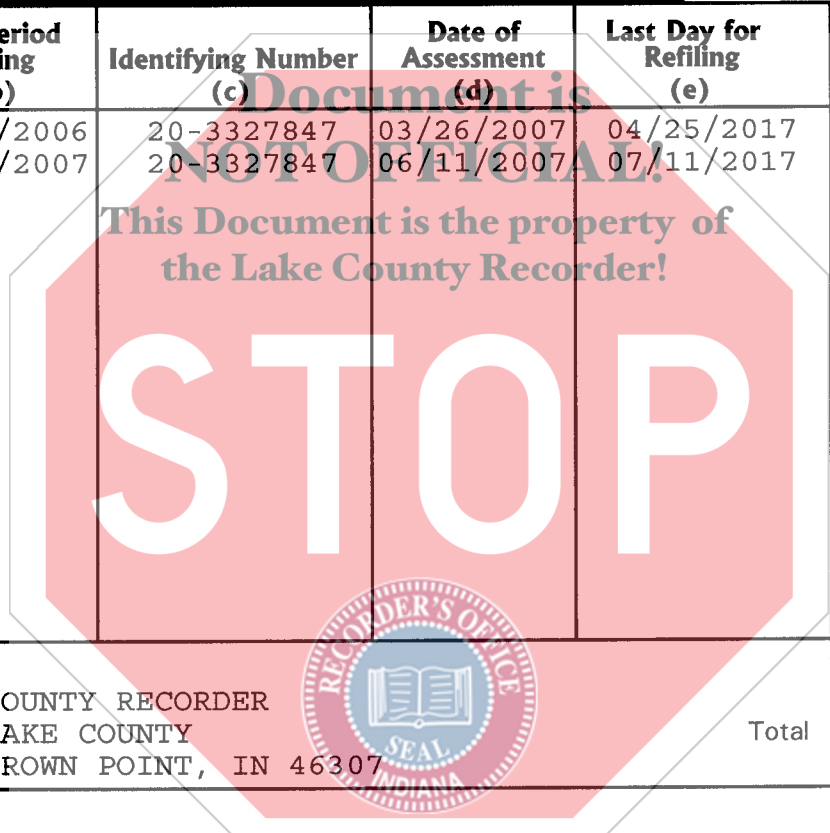 eriod
ing
)
Identifying Number
(c)
Date of
Assessment
(d)
Last Day for
Refiling
(e)
/2006 20-3327847 03/26/2007 04/25/2017
/2007 20-3327847 06/11/2007 07/11/2017
Document is
NOT OFFICIAL!
This Document is the property of
the Lake County Recorder!
STOP
RECORDER'S OFFICE
SEAL
INDIANA
OUNTY RECORDER
AKE COUNTY Total
ROWN POINT, IN 46307